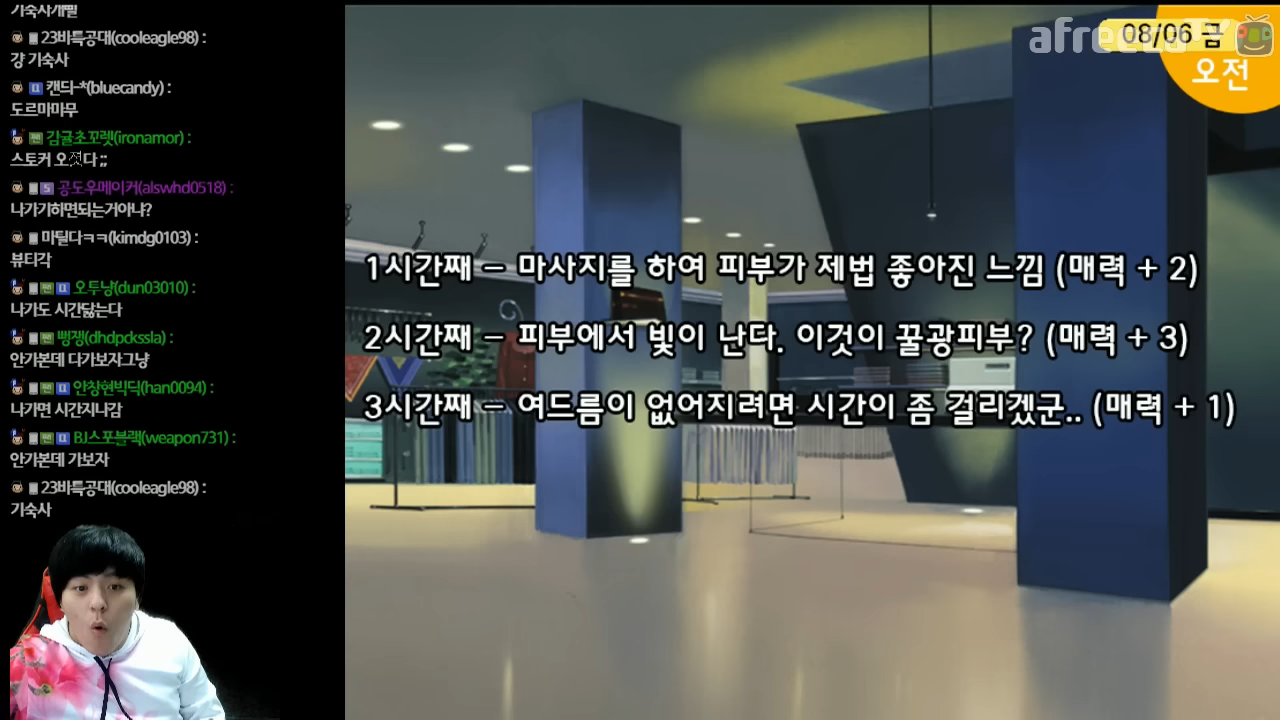 기숙사개빨
23바특공대(cooleagle98) :
걍 기숙사
캔듸-*(bluecandy) :
도르마마무
감귤초꼬렛(ironamor) :
스토커 오젓다 ;;
공도우메이커(alswhd0518) :
나가기하면되는거아냐?
마틸다ㅋㅋ(kimdg0103) :
뷰티각
오두냥(dun03010) :
나가도 시간닳는다
뺑쟁(dhdpckssla) :
안가본데 다가보자그냥
안창현빅딕(han0094) :
나가면 시간지나감
BJ스포블랙(weapon731) :
안가본데 가보자
23바특공대(cooleagle98) :
기숙사
08/06 금
오전
1시간째 – 마사지를 하여 피부가 제법 좋아진 느낌 (매력 + 2)
2시간째 – 피부에서 빛이 난다. 이것이 꿀광피부? (매력 + 3)
3시간째 – 여드름이 없어지려면 시간이 좀 걸리겠군.. (매력 + 1)